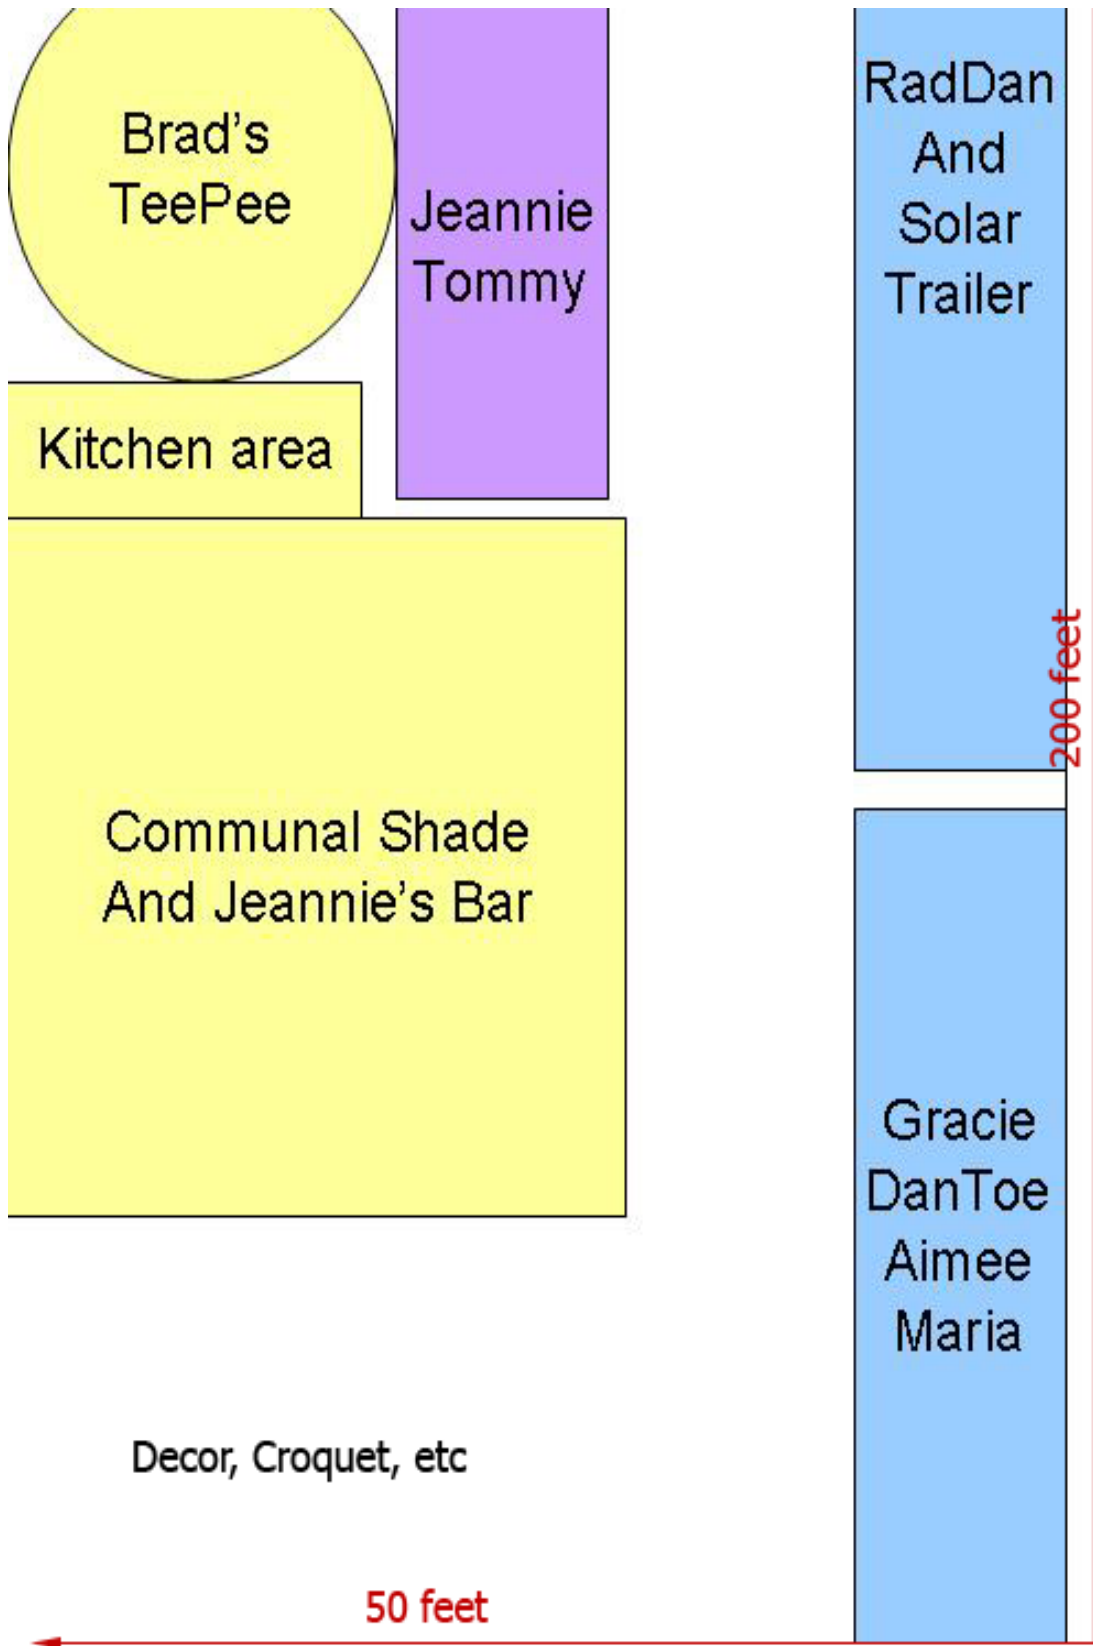 Brad's
TeePee
Jeannie
Tommy
RadDan
And
Solar
Trailer
Kitchen area
200 feet
Communal Shade
And Jeannie's Bar
Gracie
DanToe
Aimee
Maria
Decor, Croquet, etc
50 feet